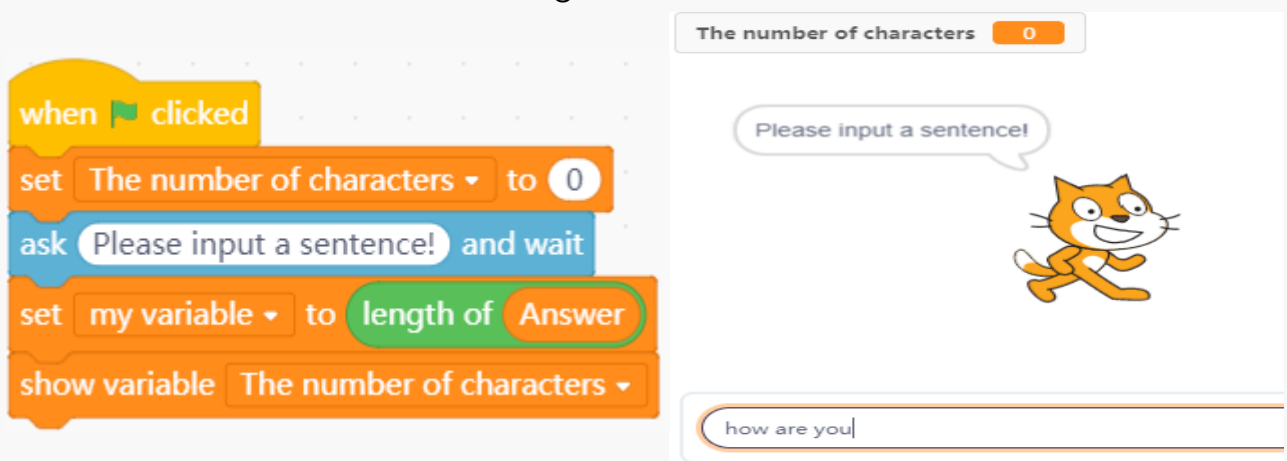 when clicked
set The number of characters to 0
ask Please input a sentence! and wait
set my variable to length of Answer
show variable The number of characters
The number of characters 0
Please input a sentence!
how are you